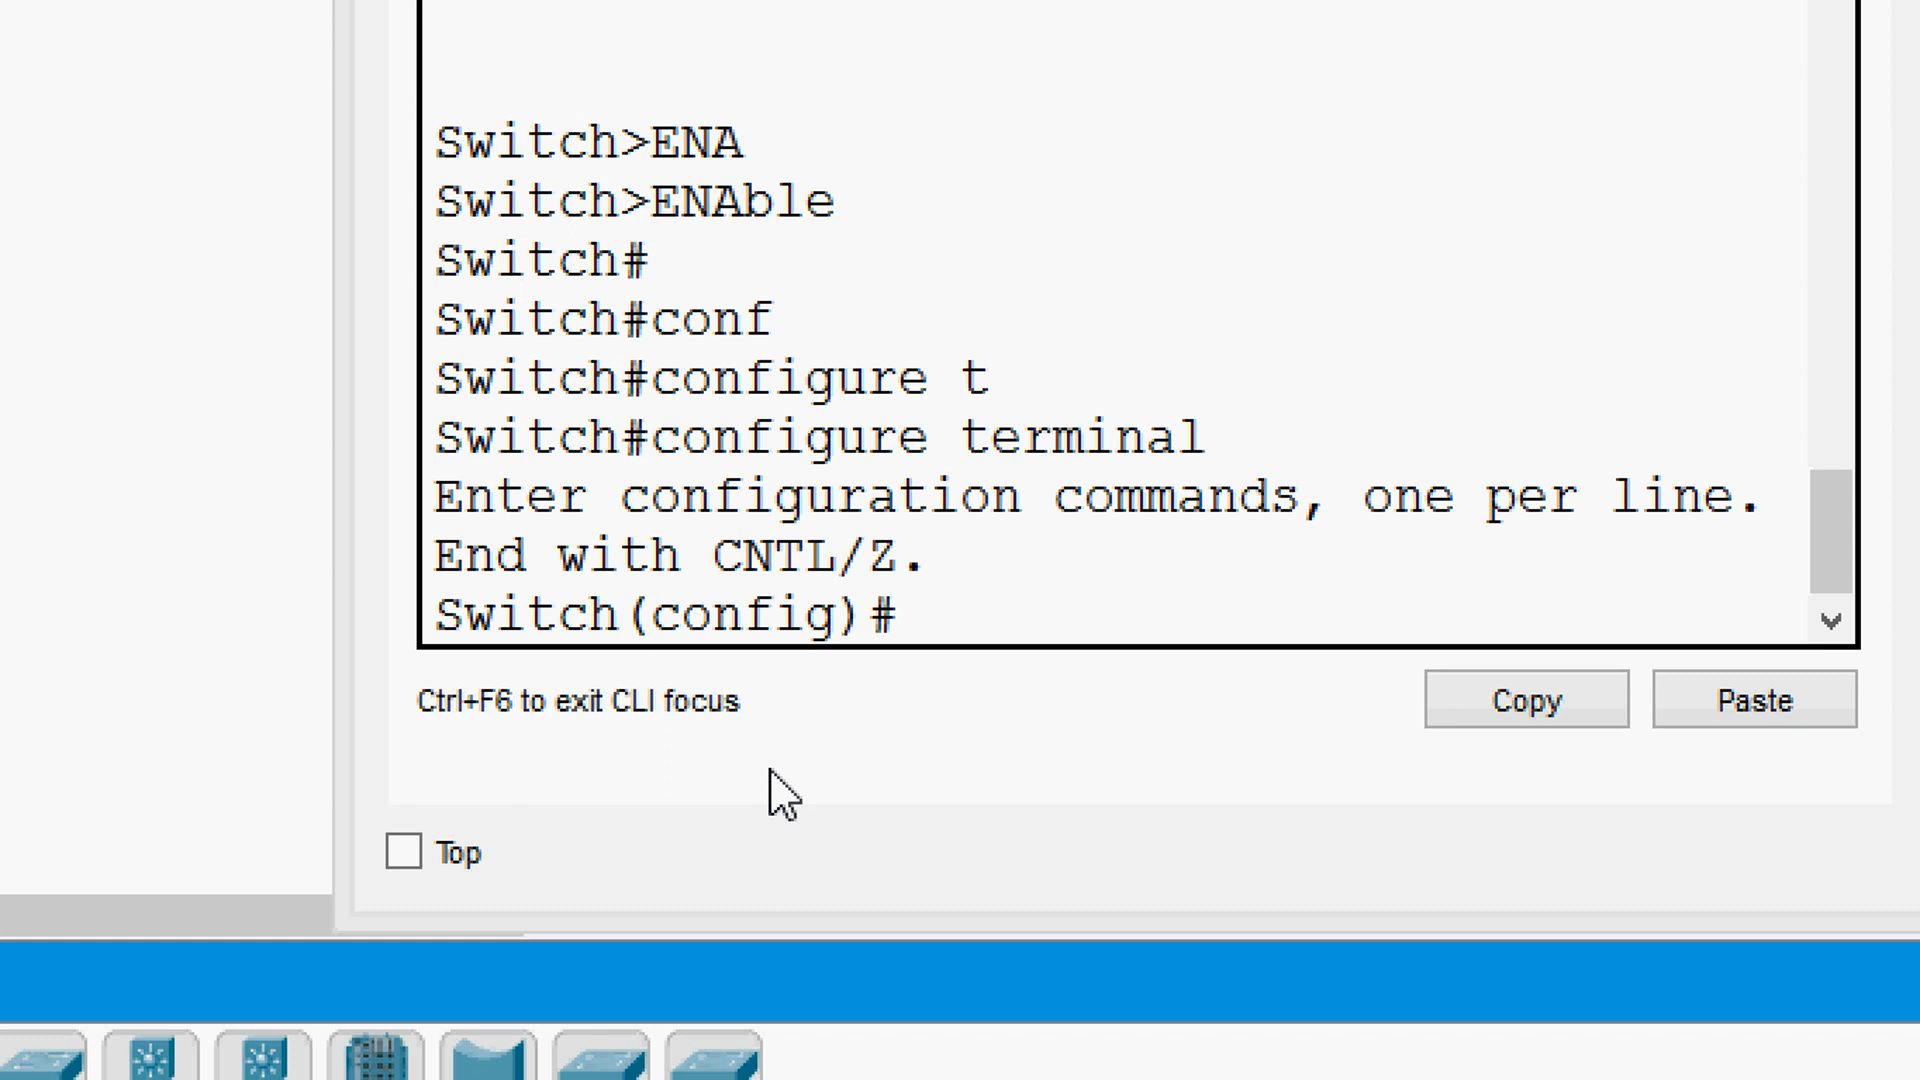 Switch>ENA
Switch>ENAble
Switch#
Switch#conf
Switch#configure t
Switch#configure terminal
Enter configuration commands, one per line.
End with CNTL/Z.
Switch(config)#
Ctrl+F6 to exit CLI focus
Copy
Paste
Top